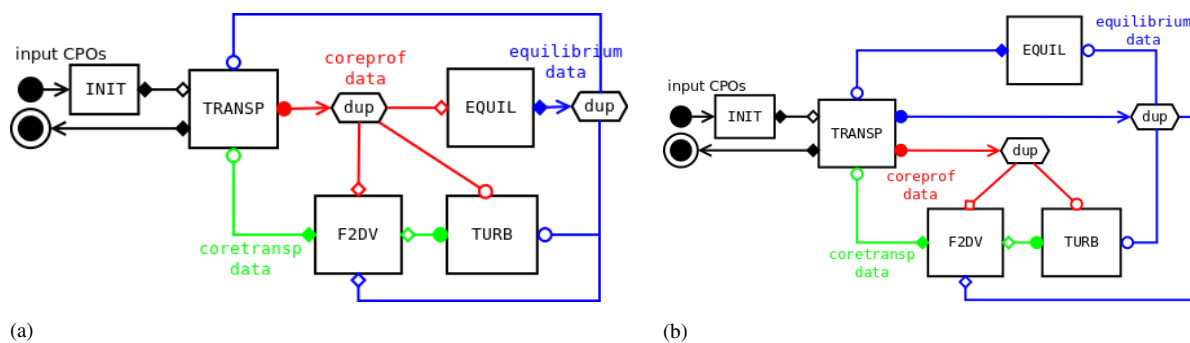 input CPOs
INIT
TRANSP
coreprof
data
dup
EQUIL
equilibrium
data
dup
coretransp
data
F2DV
TURB
(a)
input CPOs
INIT
TRANSP
EQUIL
equilibrium
data
dup
coreprof
data
dup
coretransp
data
F2DV
TURB
(b)